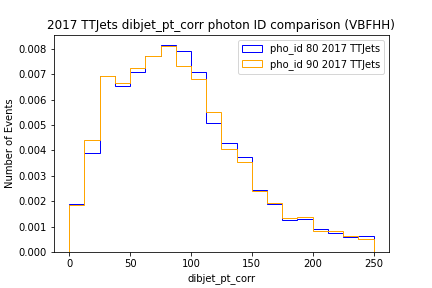 2017 TTJets dibjet_pt_corr photon ID comparison (VBFHH)
pho_id 80 2017 TTJets
pho_id 90 2017 TTJets
Number of Events
0.008
0.007
0.006
0.005
0.004
0.003
0.002
0.001
0.000
0 50 100 150 200 250
dibjet_pt_corr